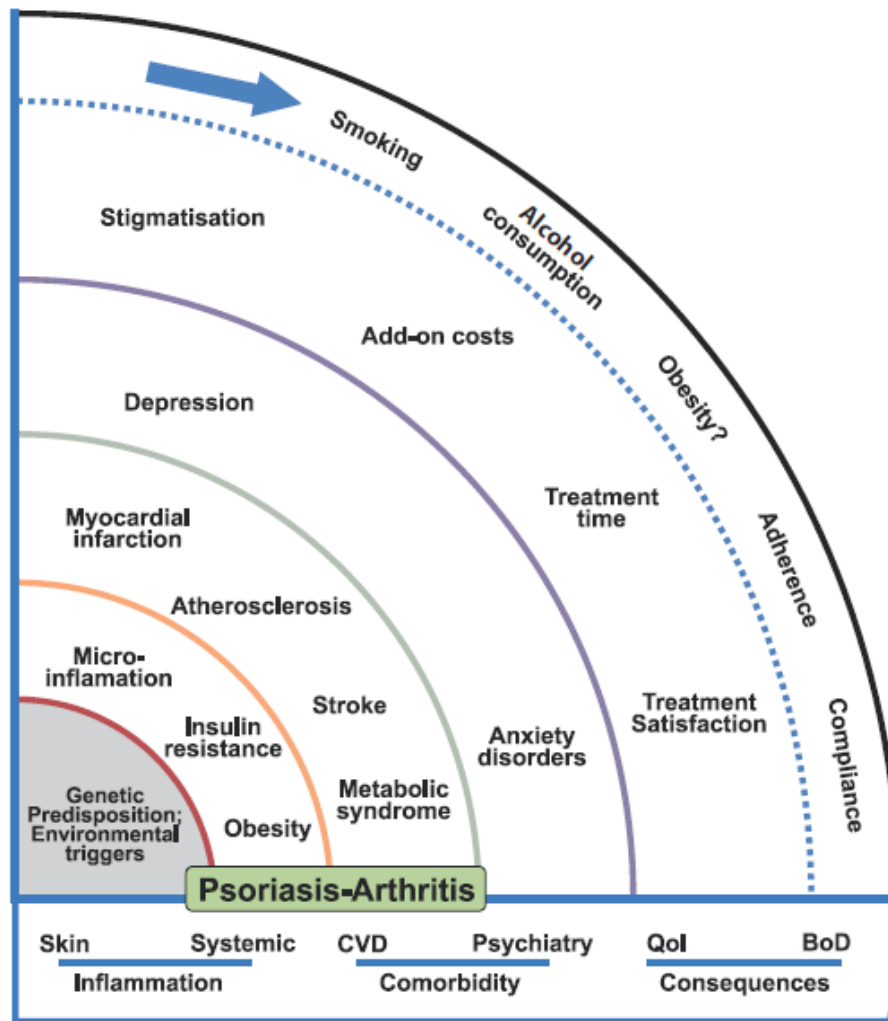 Smoking
Alcohol
consumption
Obesity?
Adherence
Compliance
Stigmatisation
Add-on costs
Treatment
time
Treatment
Satisfaction
Depression
Anxiety
disorders
Myocardial
infarction
Atherosclerosis
Stroke
Metabolic
syndrome
Micro-
inflamation
Insulin
resistance
Obesity
Genetic
Predisposition;
Environmental
triggers
Psoriasis-Arthritis
Skin Systemic CVD Psychiatry Qol BoD
Inflammation Comorbidity Consequences